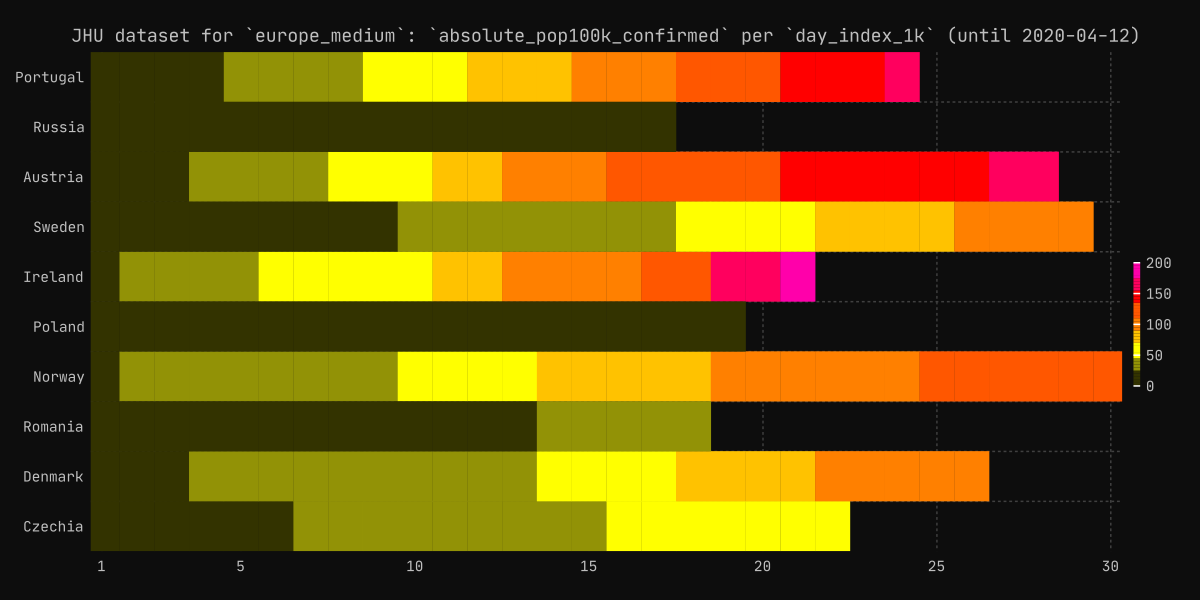 JHU dataset for `europe_medium`: `absolute_pop100k_confirmed` per `day_index_1k` (until 2020-04-12)
Portugal
Russia
Austria
Sweden
Ireland
Poland
Norway
Romania
Denmark
Czechia
200
150
100
50
0
1 5 10 15 20 25 30